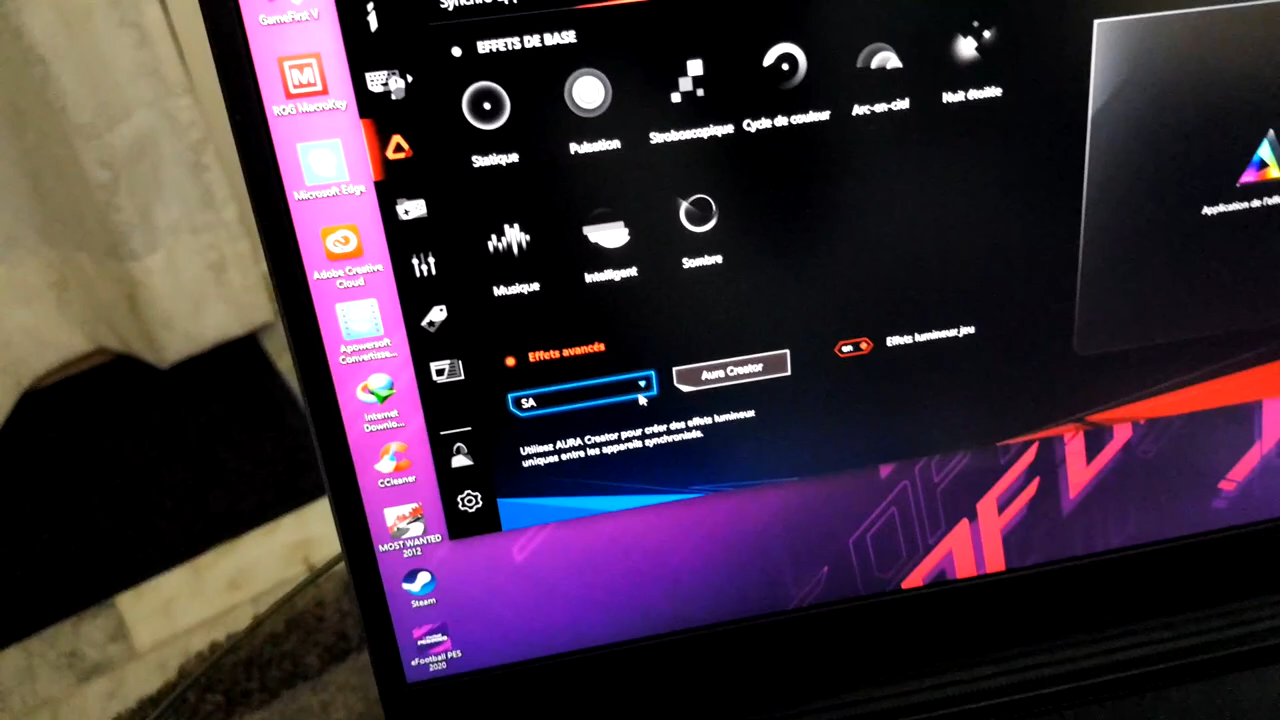 GameFirst V
ROG MacroKey
Microsoft Edge
Adobe Creative
Cloud
Apowersoft
Convertisse...
Internet
Downlo...
CCleaner
MOST WANTED
2012
Steam
eFootball PES
2020
EFFETS DE BASE
Statique
Pulsation
Stroboscopique
Cycle de couleur
Arc-en-ciel
Nuit étoilée
Musique
Intelligent
Sombre
Effets avancés
SA
Aura Creator
on
Effets lumineux jeu
Utilisez AURA Creator pour créer des effets lumineux
uniques entre les appareils synchronisés.
Application de l'effe